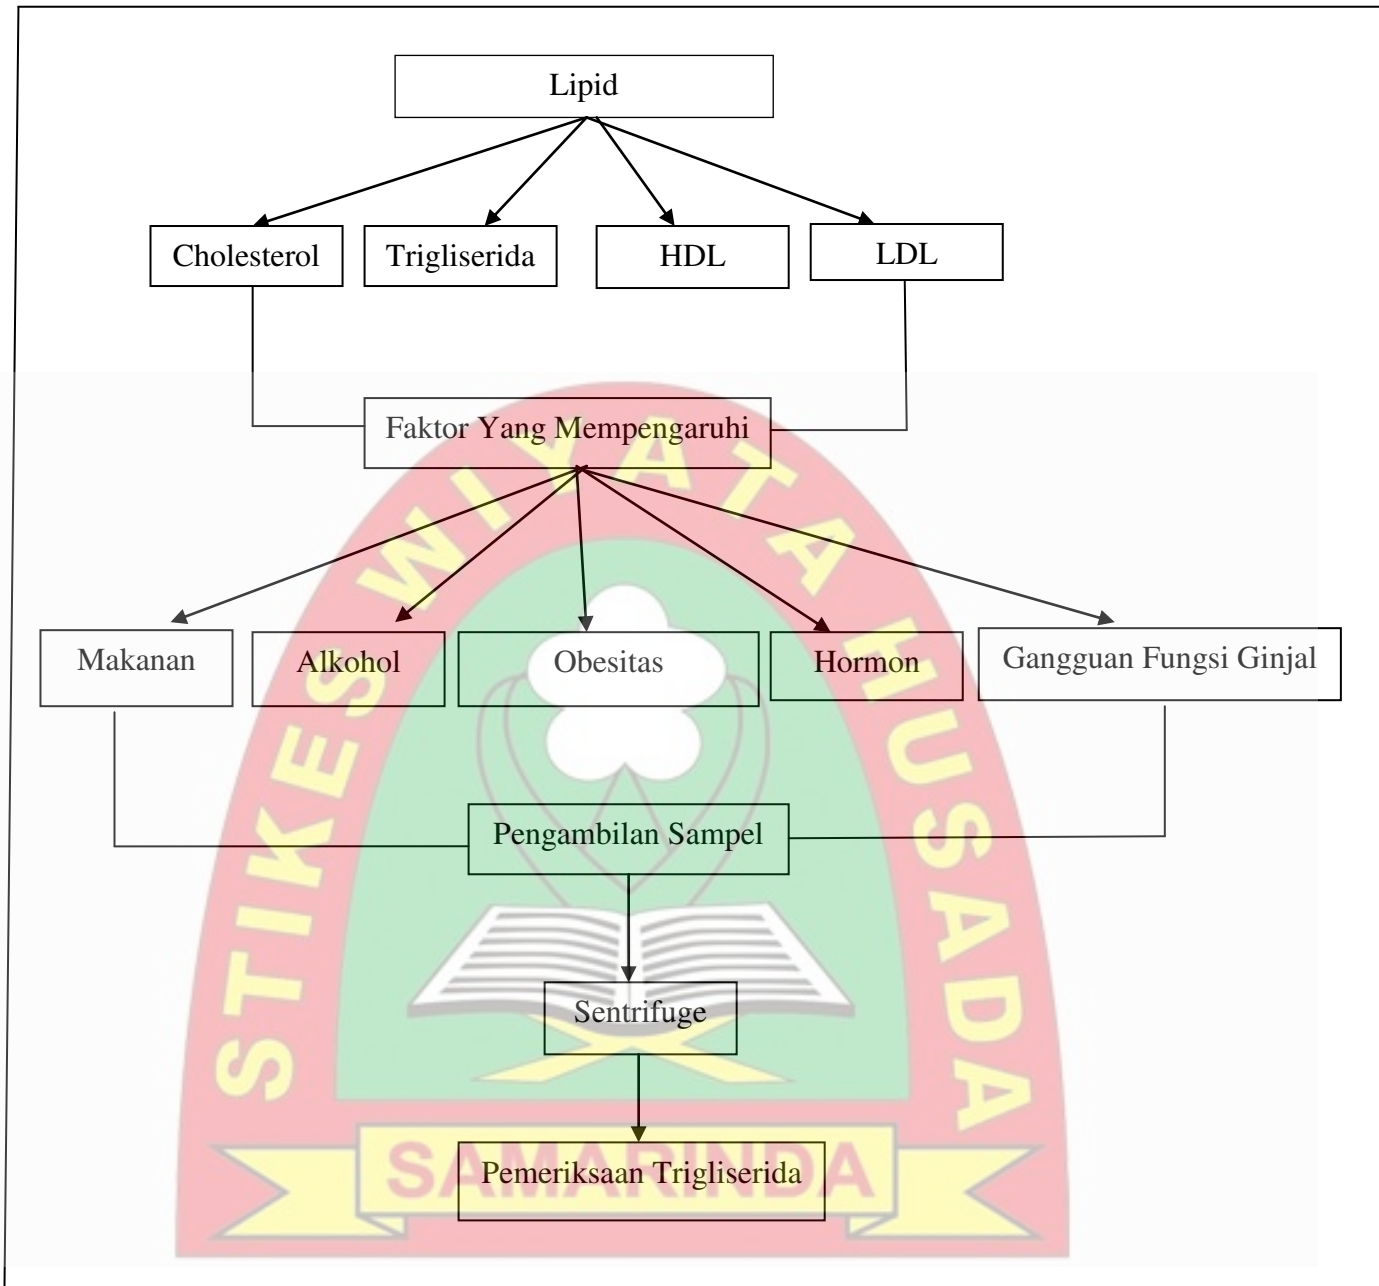 Lipid
Cholesterol
Trigliserida
HDL
LDL
Faktor Yang Mempengaruhi
Makanan
Alkohol
Obesitas
Hormon
Gangguan Fungsi Ginjal
Pengambilan Sampel
Sentrifuge
Pemeriksaan Trigliserida
STIKES WIYATA HUSADA
SAMARINDA